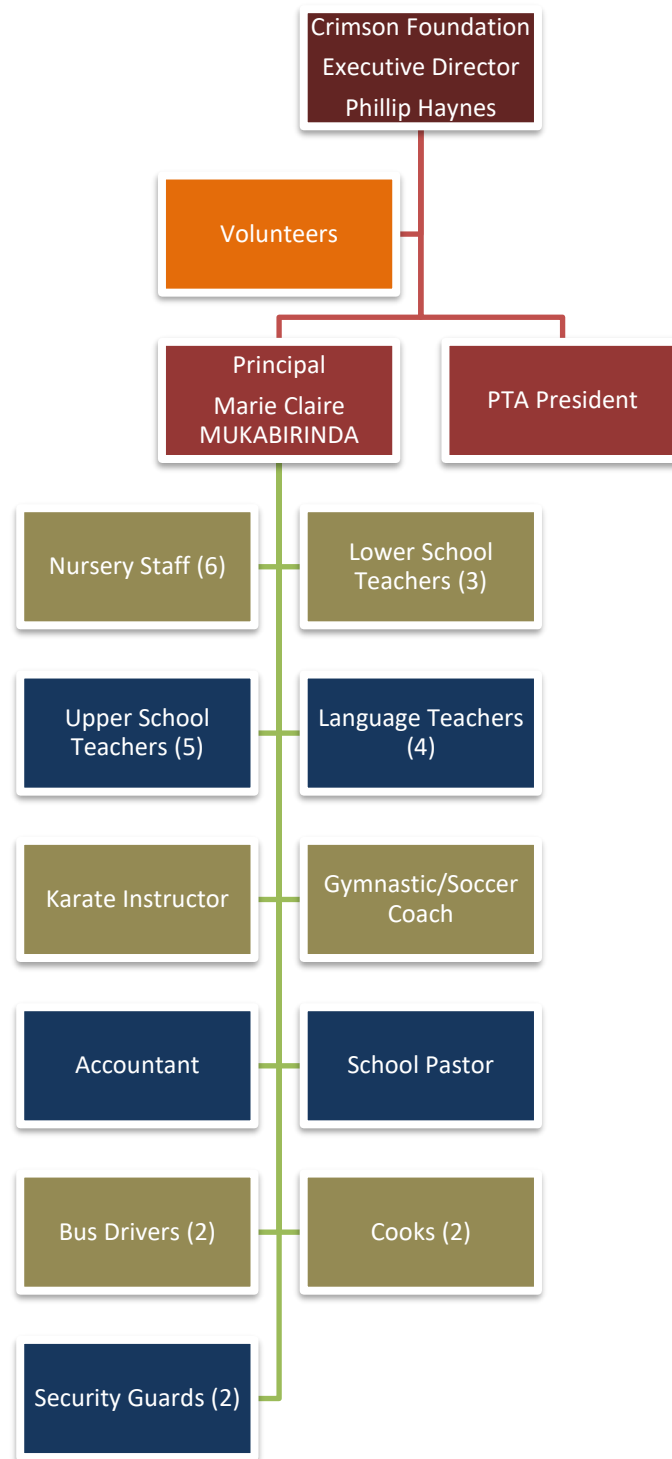 Crimson Foundation
Executive Director
Phillip Haynes
Volunteers
Principal
Marie Claire
MUKABIRINDA
PTA President
Nursery Staff (6)
Lower School
Teachers (3)
Upper School
Teachers (5)
Language Teachers
(4)
Karate Instructor
Gymnastic/Soccer
Coach
Accountant
School Pastor
Bus Drivers (2)
Cooks (2)
Security Guards (2)